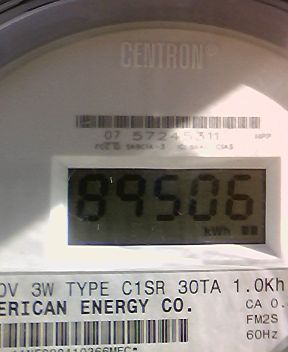 CENTRON®
07 57245311
89506
kWh
0V 3W TYPE C1SR 30TA 1.0Kh
ERICAN ENERGY CO.
CA 0.
FM2S
60Hz